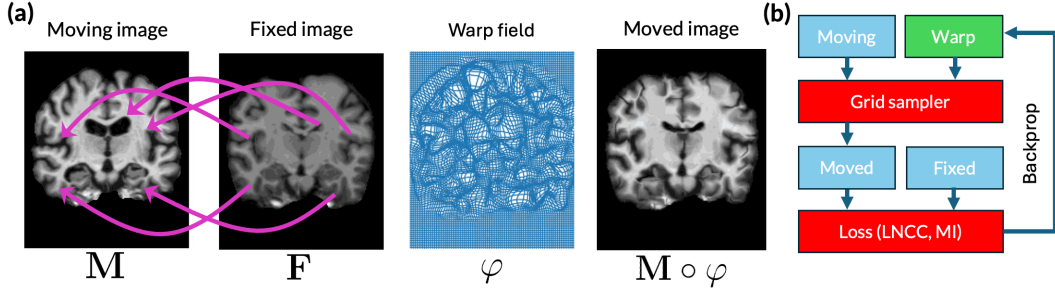 (a)
Moving image
Fixed image
Warp field
Moved image
M
F
φ
M ∘ φ
(b)
Moving
Warp
Grid sampler
Moved
Fixed
Loss (LNCC, MI)
Backprop